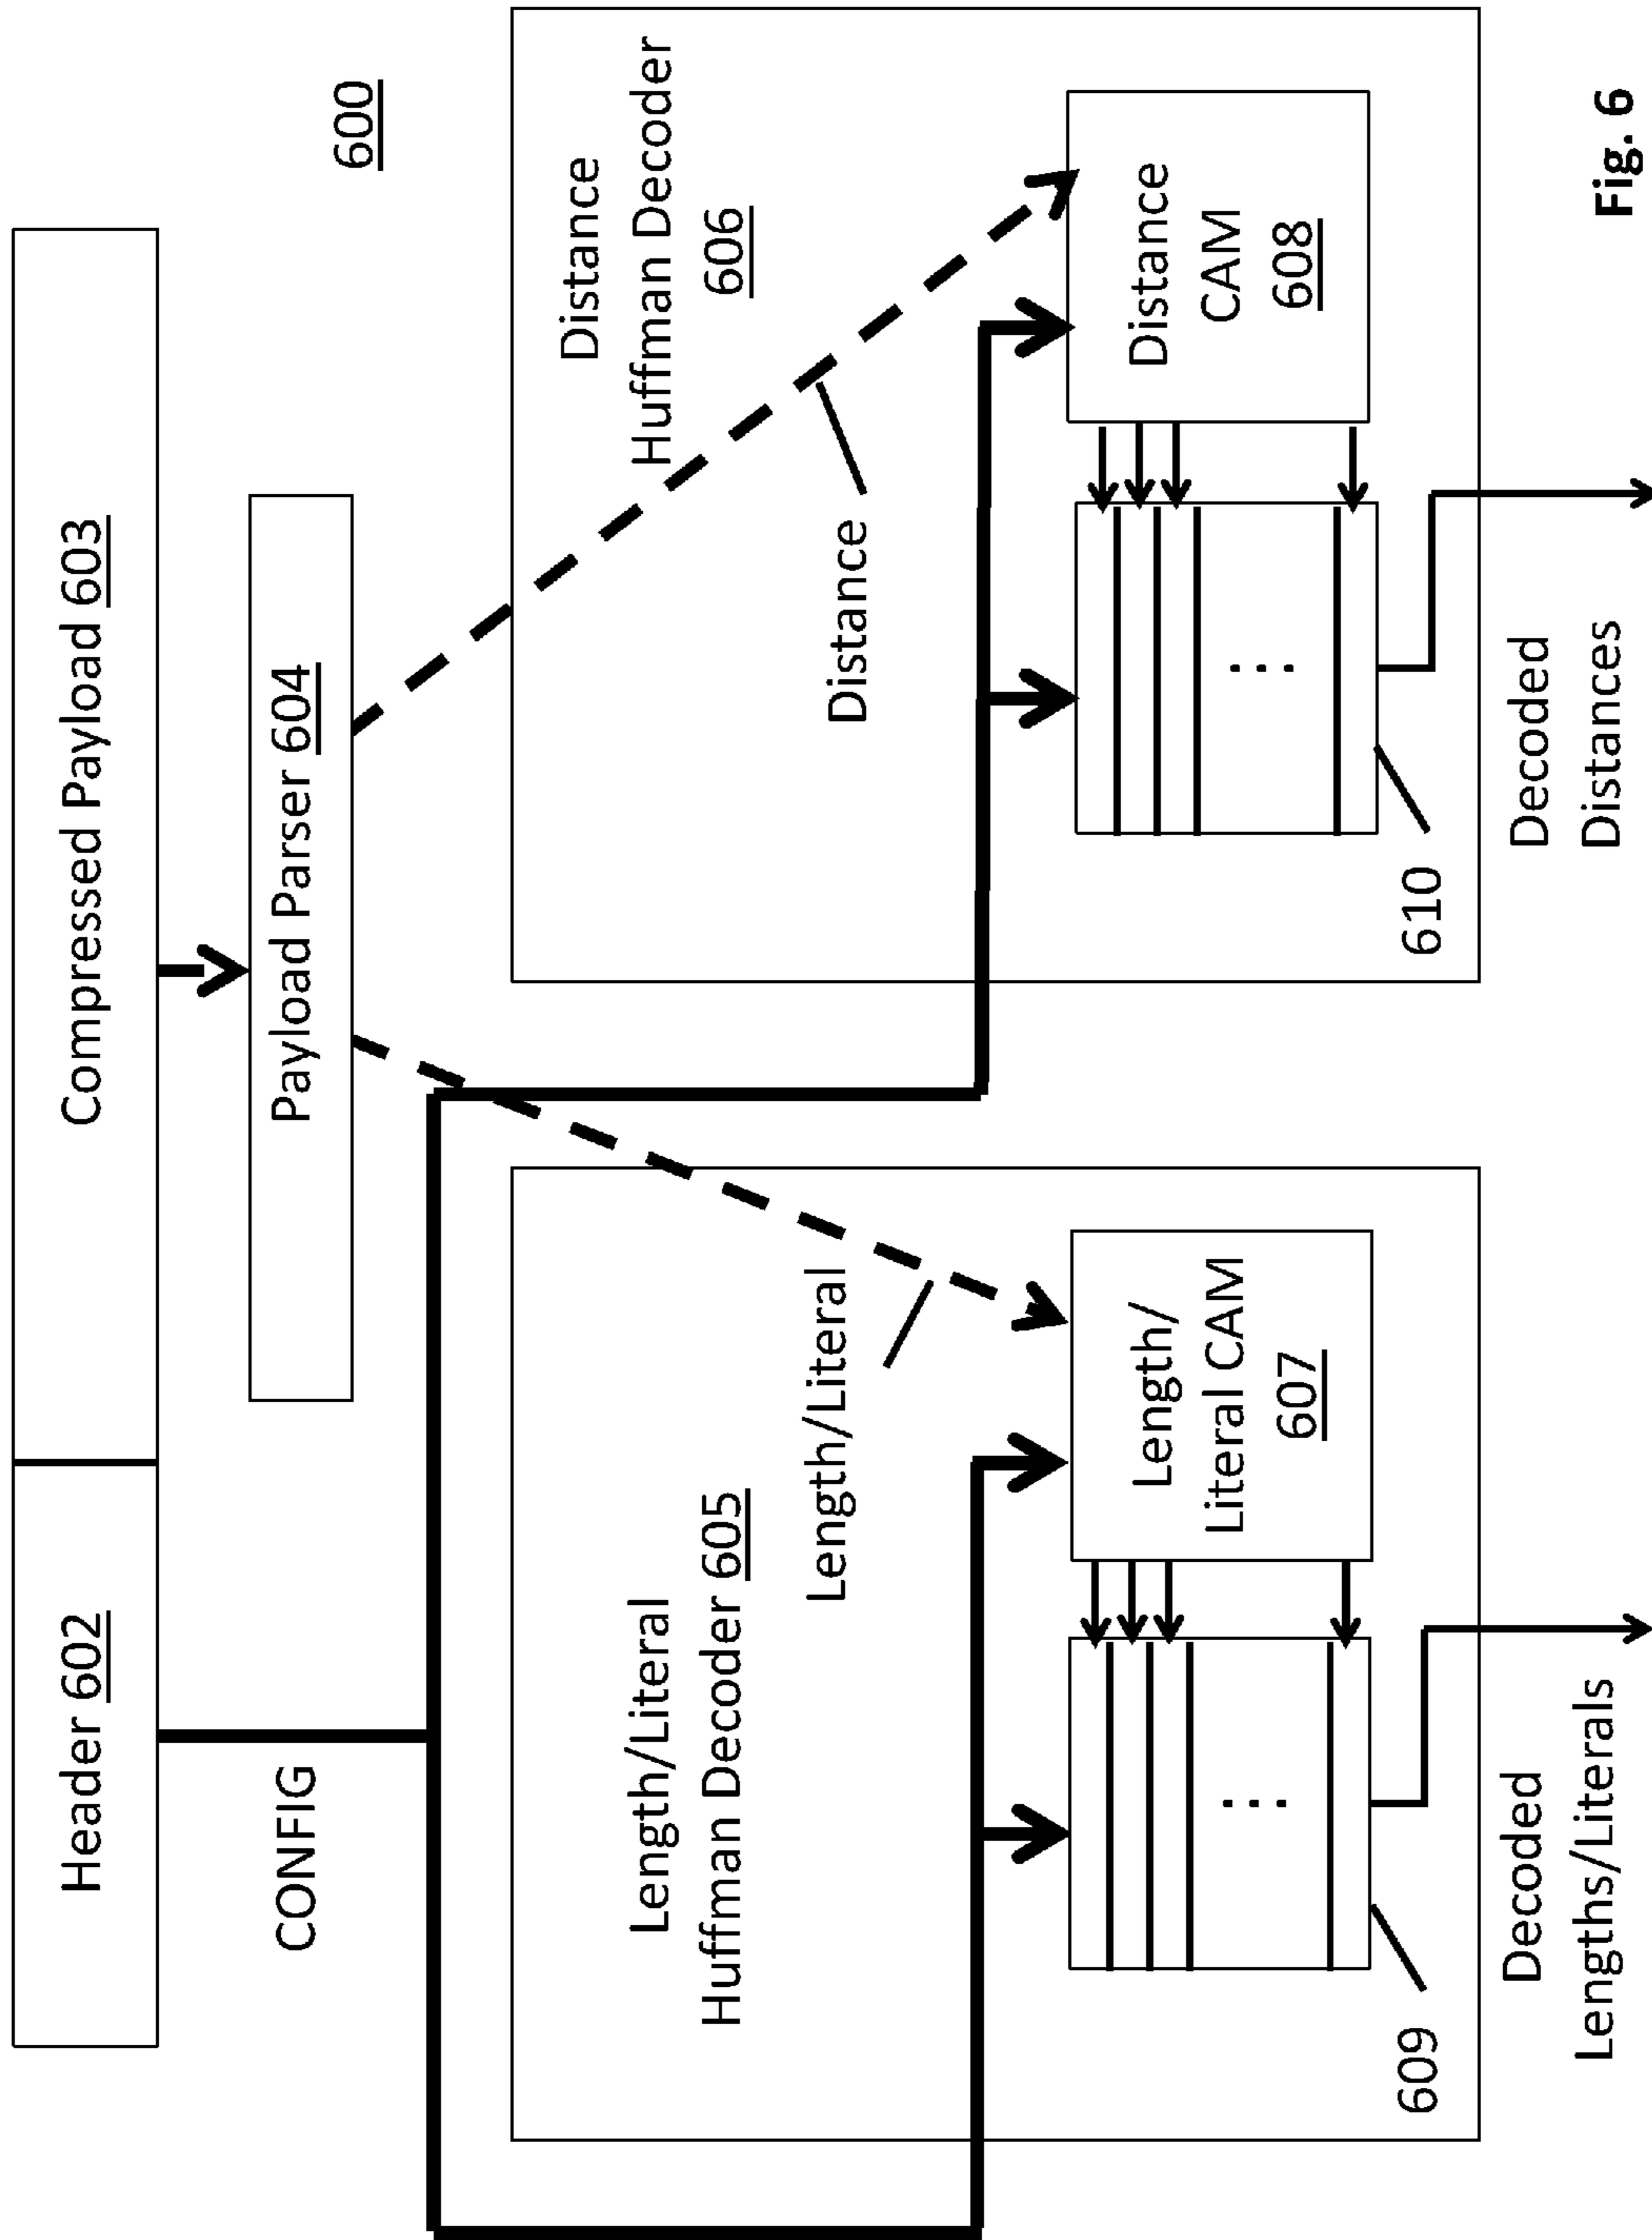 Header 602
Compressed Payload 603
CONFIG
Payload Parser 604
600
Length/Literal
Huffman Decoder 605
Distance
Huffman Decoder
606
Length/Literal
Distance
Length/
Literal CAM
607
Distance
CAM
608
...
...
609
610
Decoded
Lengths/Literals
Decoded
Distances
Fig. 6